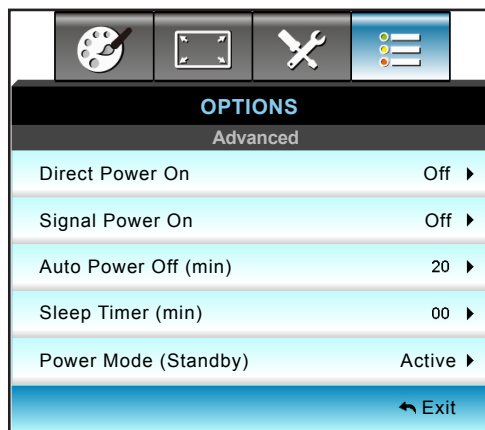 OPTIONS
Advanced
Direct Power On Off
Signal Power On Off
Auto Power Off (min) 20
Sleep Timer (min) 00
Power Mode (Standby) Active
Exit